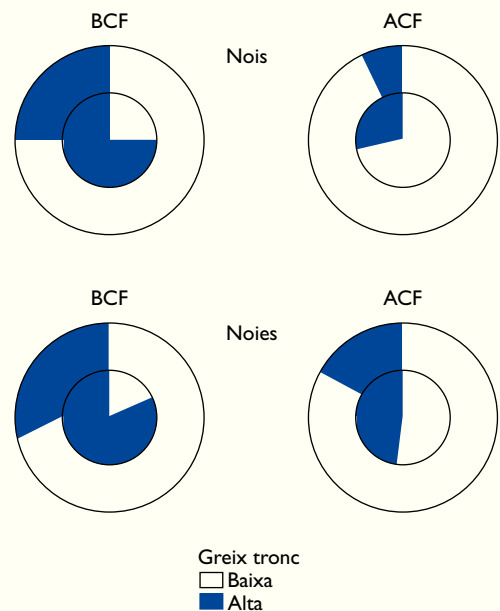 BCF
ACF
Nois
BCF
ACF
Noies
Greix tronc
Baixa
Alta